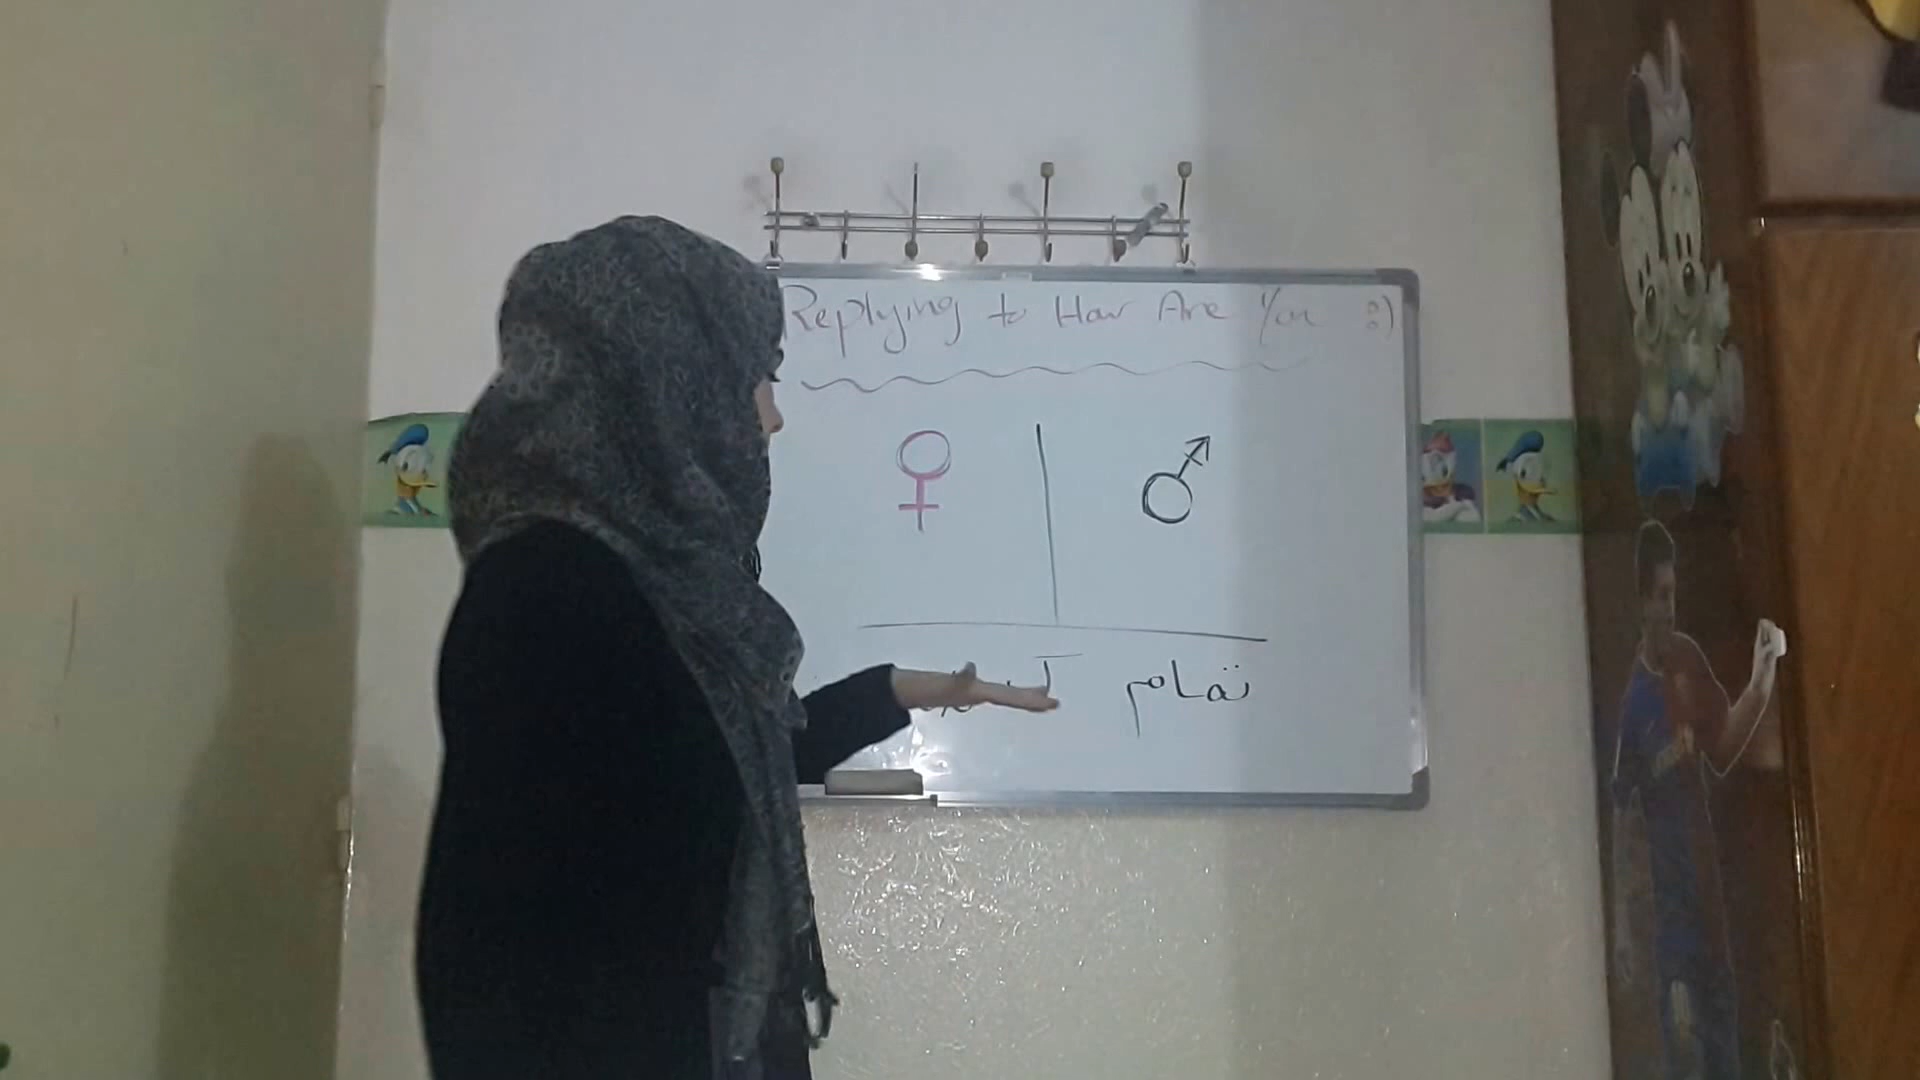 Replying to How Are You :)
تمام